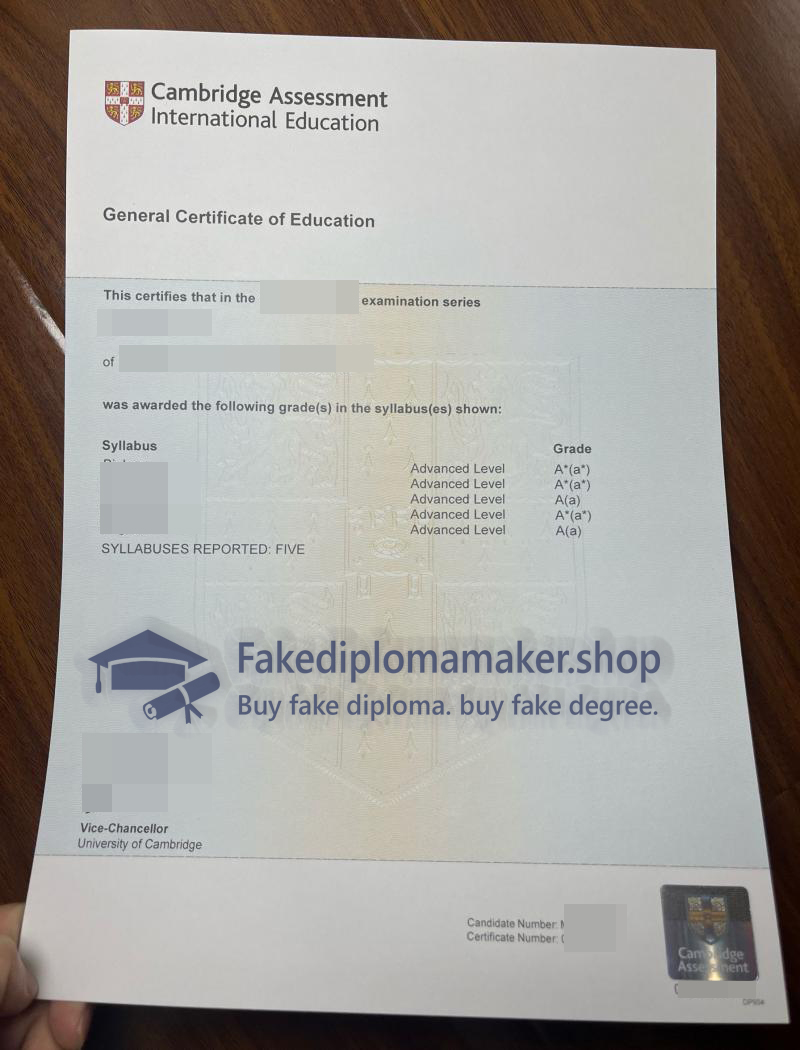 Cambridge Assessment
International Education
General Certificate of Education
This certifies that in the examination series
of
was awarded the following grade(s) in the syllabus(es) shown:
Syllabus Grade
Advanced Level A*(a*)
Advanced Level A*(a*)
Advanced Level A(a)
Advanced Level A*(a*)
Advanced Level A(a)
SYLLABUSES REPORTED: FIVE
Fakediplomamaker.shop
Buy fake diploma. buy fake degree.
Vice-Chancellor
University of Cambridge
Candidate Number:
Certificate Number:
Cambridge
Assessment